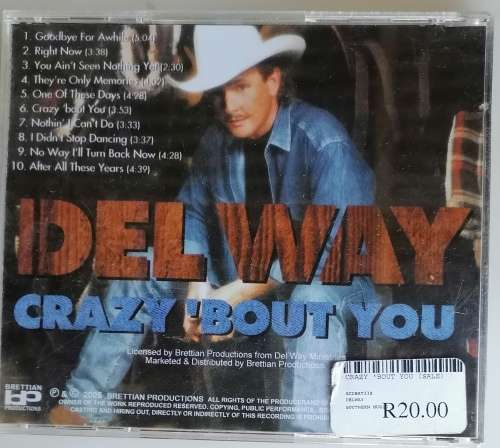 1. Goodbye For Awhile (5:04)
2. Right Now (3:38)
3. You Ain't Seen Nothing Yet (2:30)
4. They're Only Memories (4:02)
5. One Of These Days (4:28)
6. Crazy 'bout You (3:53)
7. Nothin' I Can't Do (3:33)
8. I Didn't Stop Dancing (3:37)
9. No Way I'll Turn Back Now (4:28)
10. After All These Years (4:39)
DEL WAY
CRAZY 'BOUT YOU
Licensed by Brettian Productions from Del Way
Marketed & Distributed by Brettian Productions
BRETTIAN
bp
PRODUCTIONS
℗ & © 2005 BRETTIAN PRODUCTIONS ALL RIGHTS OF THE PRODUCER AND
OWNER OF THE WORK REPRODUCED RESERVED. COPYING, PUBLIC PERFORMANCE,
CASTING AND HIRING OUT, DIRECTLY OR INDIRECTLY OF THIS RECORDING IS
CRAZY 'BOUT YOU (SALE)
SOUTHERN
R20.00